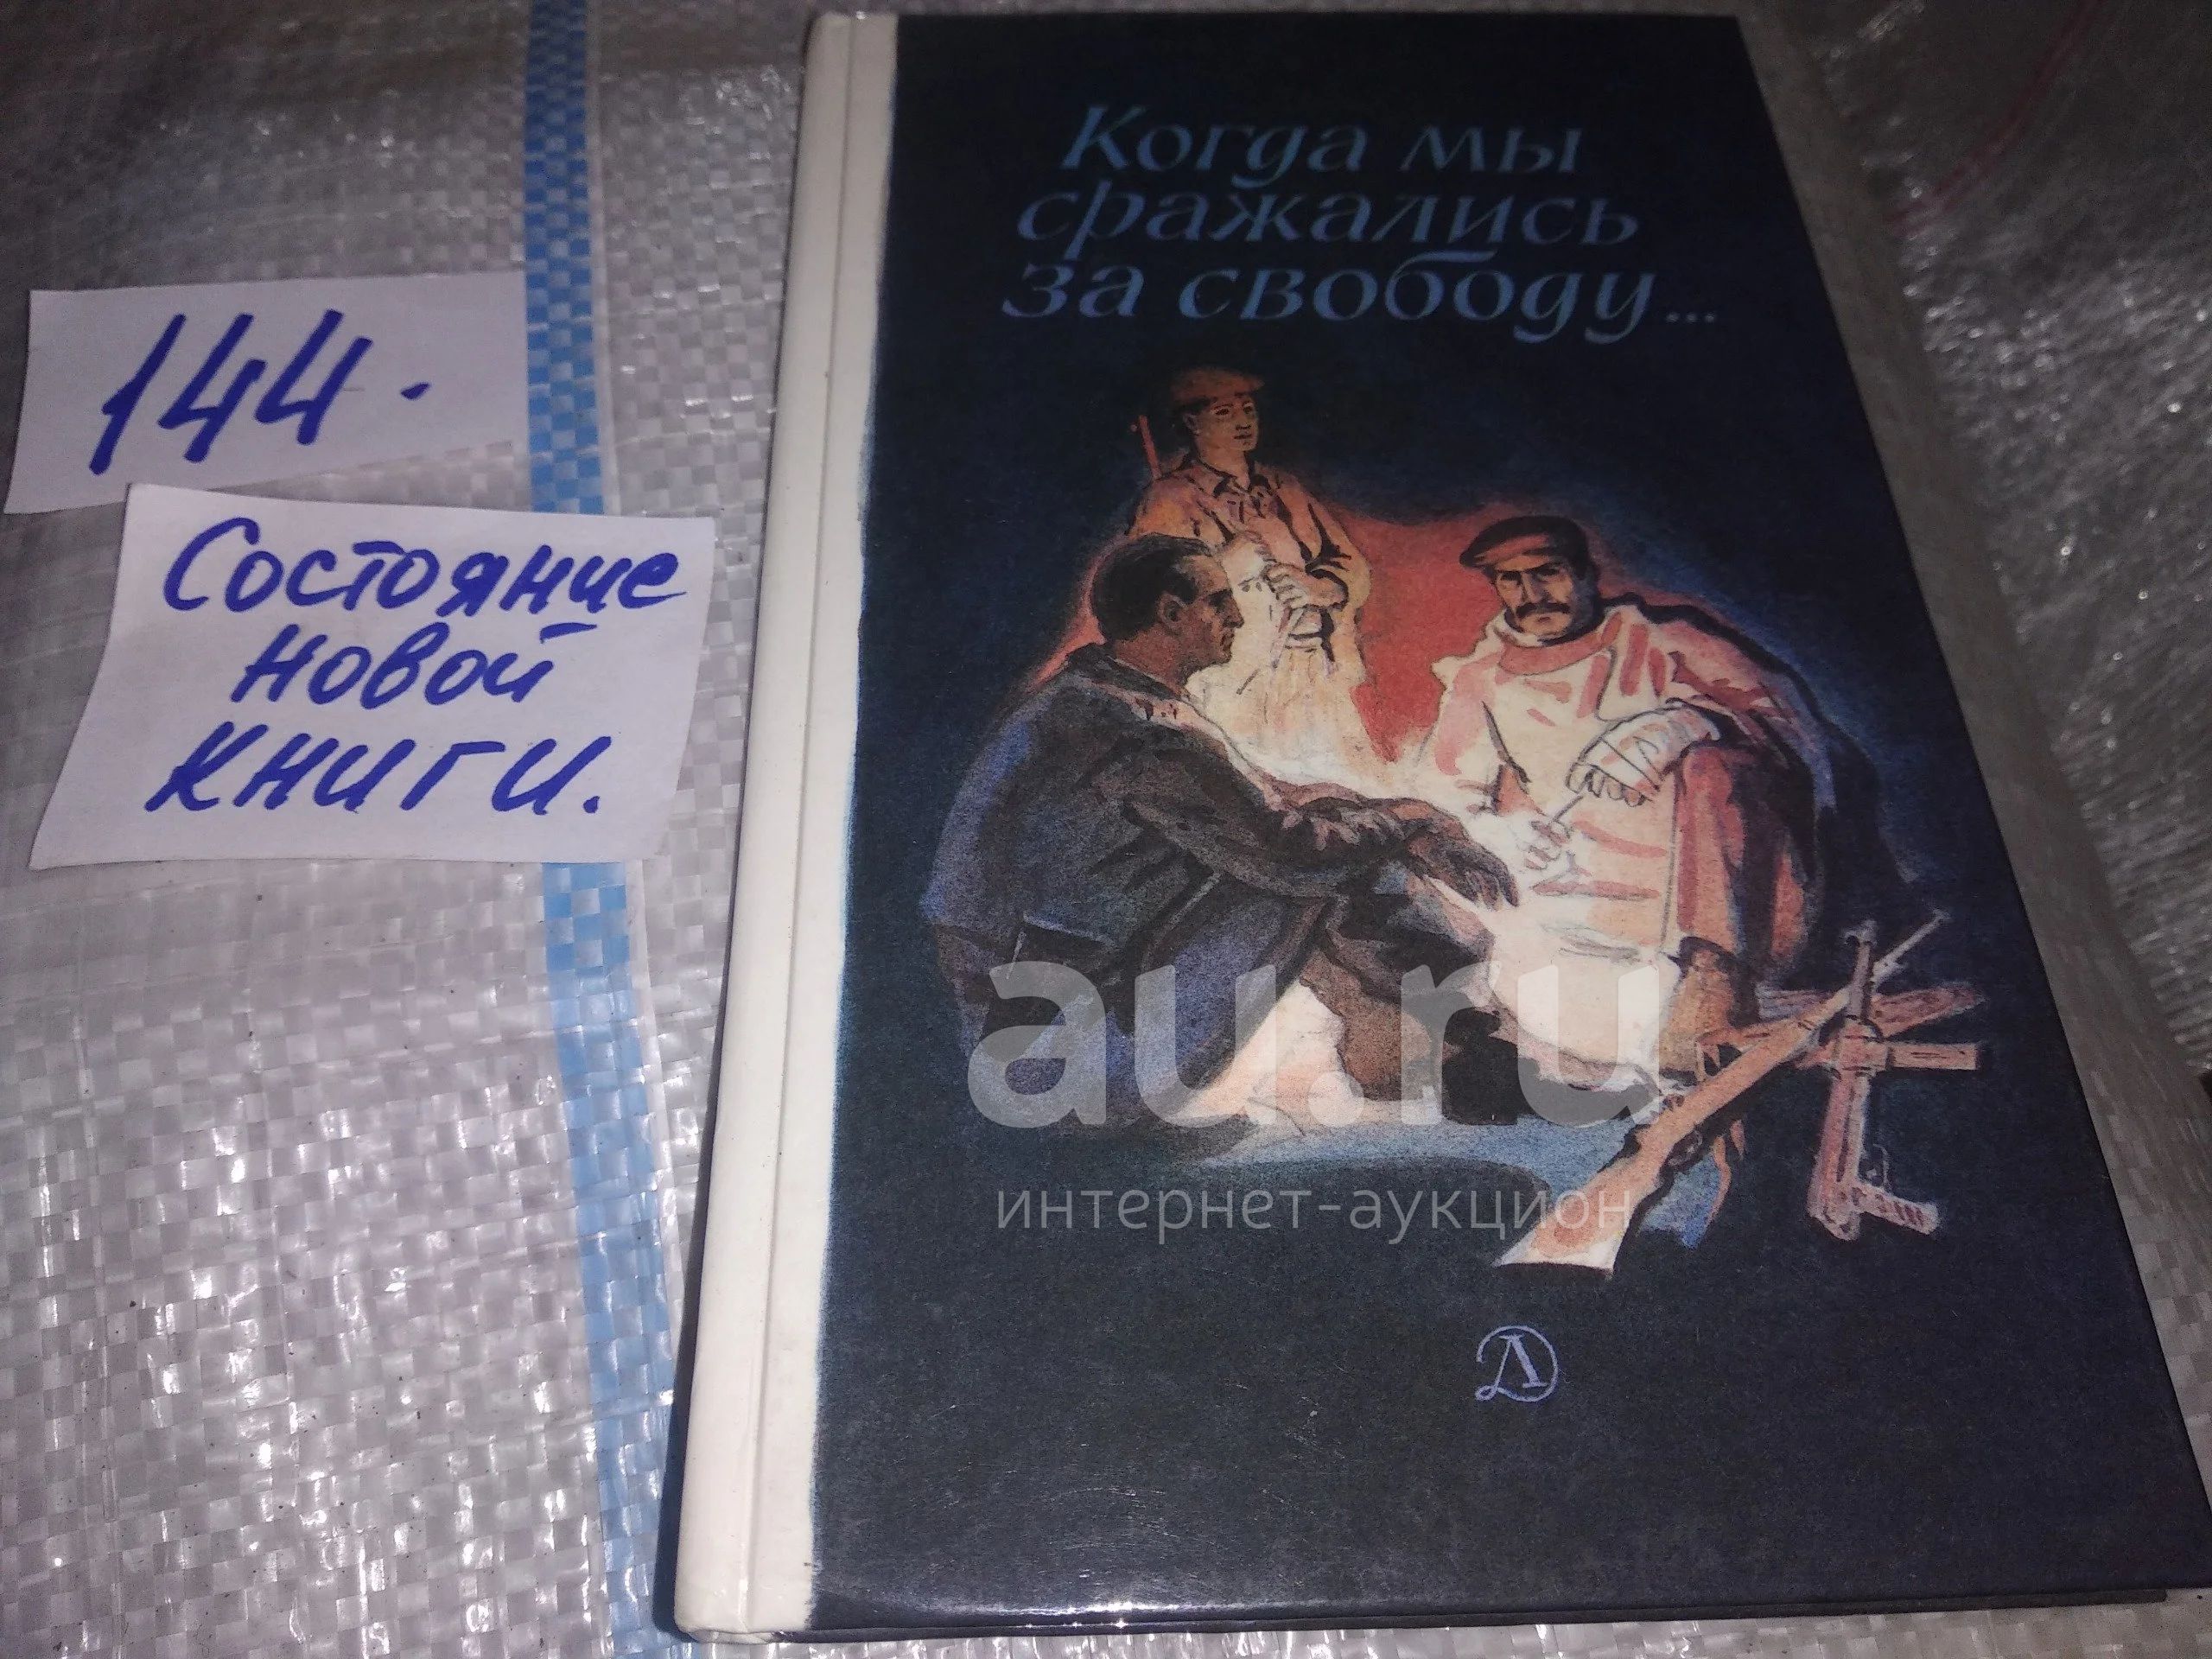 144.
Состояние
новой
книги.
Когда мы
сражались
за свободу...
au.ru
интернет-аукцион
Д